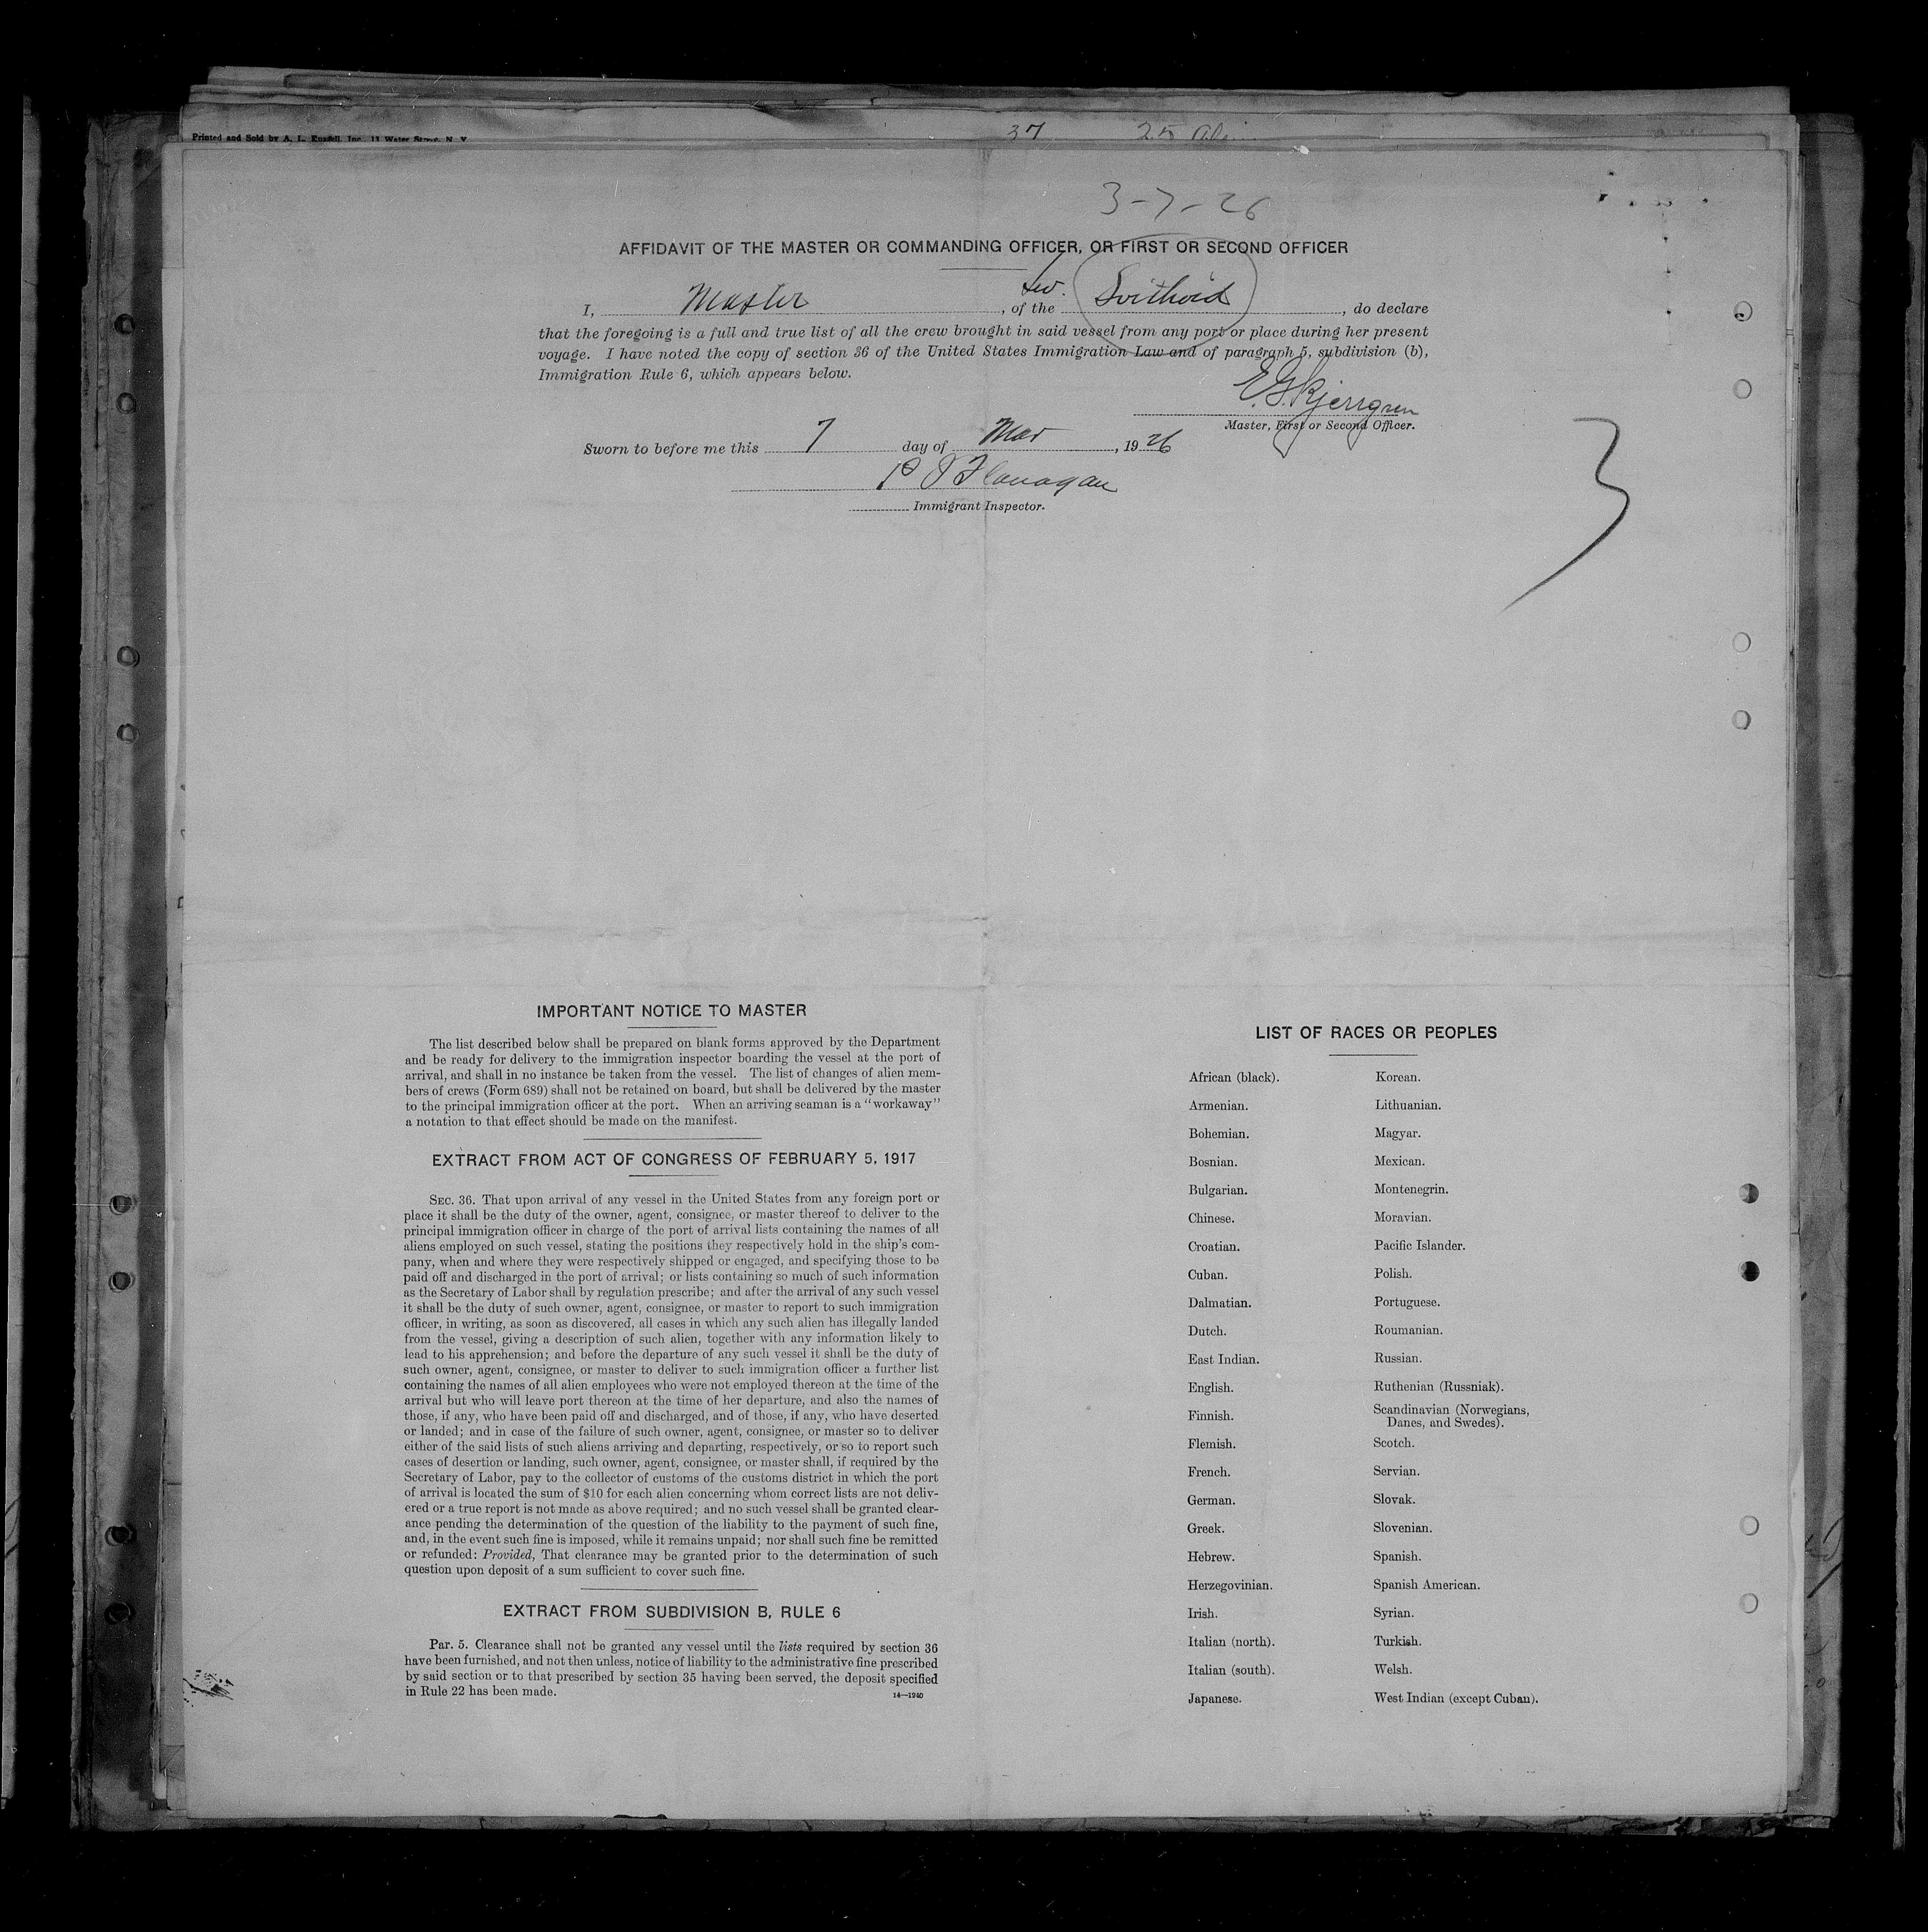 Printed and Sold by A. L. Russell, Inc., 11 Water Street, N. Y.
37 25
3-7-26
AFFIDAVIT OF THE MASTER OR COMMANDING OFFICER, OR FIRST OR SECOND OFFICER
Sw.
I, Master, of the Svithoid, do declare
that the foregoing is a full and true list of all the crew brought in said vessel from any port or place during her present
voyage. I have noted the copy of section 36 of the United States Immigration Law and of paragraph 5, subdivision (b),
Immigration Rule 6, which appears below.
E. G. Kjerrgren
Master, First or Second Officer.
Sworn to before me this 7 day of Mar, 1926
P J Flanagan
Immigrant Inspector.
3
IMPORTANT NOTICE TO MASTER
The list described below shall be prepared on blank forms approved by the Department
and be ready for delivery to the immigration inspector boarding the vessel at the port of
arrival, and shall in no instance be taken from the vessel. The list of changes of alien mem-
bers of crews (Form 689) shall not be retained on board, but shall be delivered by the master
to the principal immigration officer at the port. When an arriving seaman is a "workaway"
a notation to that effect should be made on the manifest.
EXTRACT FROM ACT OF CONGRESS OF FEBRUARY 5, 1917
SEC. 36. That upon arrival of any vessel in the United States from any foreign port or
place it shall be the duty of the owner, agent, consignee, or master thereof to deliver to the
principal immigration officer in charge of the port of arrival lists containing the names of all
aliens employed on such vessel, stating the positions they respectively hold in the ship's com-
pany, when and where they were respectively shipped or engaged, and specifying those to be
paid off and discharged in the port of arrival; or lists containing so much of such information
as the Secretary of Labor shall by regulation prescribe; and after the arrival of any such vessel
it shall be the duty of such owner, agent, consignee, or master to report to such immigration
officer, in writing, as soon as discovered, all cases in which any such alien has illegally landed
from the vessel, giving a description of such alien, together with any information likely to
lead to his apprehension; and before the departure of any such vessel it shall be the duty of
such owner, agent, consignee, or master to deliver to such immigration officer a further list
containing the names of all alien employees who were not employed thereon at the time of the
arrival but who will leave port thereon at the time of her departure, and also the names of
those, if any, who have been paid off and discharged, and of those, if any, who have deserted
or landed; and in case of the failure of such owner, agent, consignee, or master so to deliver
either of the said lists of such aliens arriving and departing, respectively, or so to report such
cases of desertion or landing, such owner, agent, consignee, or master shall, if required by the
Secretary of Labor, pay to the collector of customs of the customs district in which the port
of arrival is located the sum of $10 for each alien concerning whom correct lists are not deliv-
ered or a true report is not made as above required; and no such vessel shall be granted clear-
ance pending the determination of the question of the liability to the payment of such fine,
and, in the event such fine is imposed, while it remains unpaid; nor shall such fine be remitted
or refunded: Provided, That clearance may be granted prior to the determination of such
question upon deposit of a sum sufficient to cover such fine.
EXTRACT FROM SUBDIVISION B, RULE 6
Par. 5. Clearance shall not be granted any vessel until the lists required by section 36
have been furnished, and not then unless, notice of liability to the administrative fine prescribed
by said section or to that prescribed by section 35 having been served, the deposit specified
in Rule 22 has been made.
14—1240
LIST OF RACES OR PEOPLES
African (black). Korean.
Armenian. Lithuanian.
Bohemian. Magyar.
Bosnian. Mexican.
Bulgarian. Montenegrin.
Chinese. Moravian.
Croatian. Pacific Islander.
Cuban. Polish.
Dalmatian. Portuguese.
Dutch. Roumanian.
East Indian. Russian.
English. Ruthenian (Russniak).
Finnish. Scandinavian (Norwegians,
Danes, and Swedes).
Flemish. Scotch.
French. Servian.
German. Slovak.
Greek. Slovenian.
Hebrew. Spanish.
Herzegovinian. Spanish American.
Irish. Syrian.
Italian (north). Turkish.
Italian (south). Welsh.
Japanese. West Indian (except Cuban).